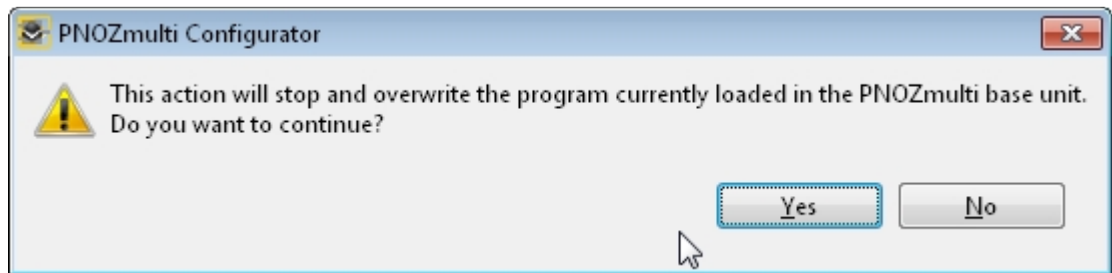 PNOZmulti Configurator
This action will stop and overwrite the program currently loaded in the PNOZmulti base unit.
Do you want to continue?
Yes
No